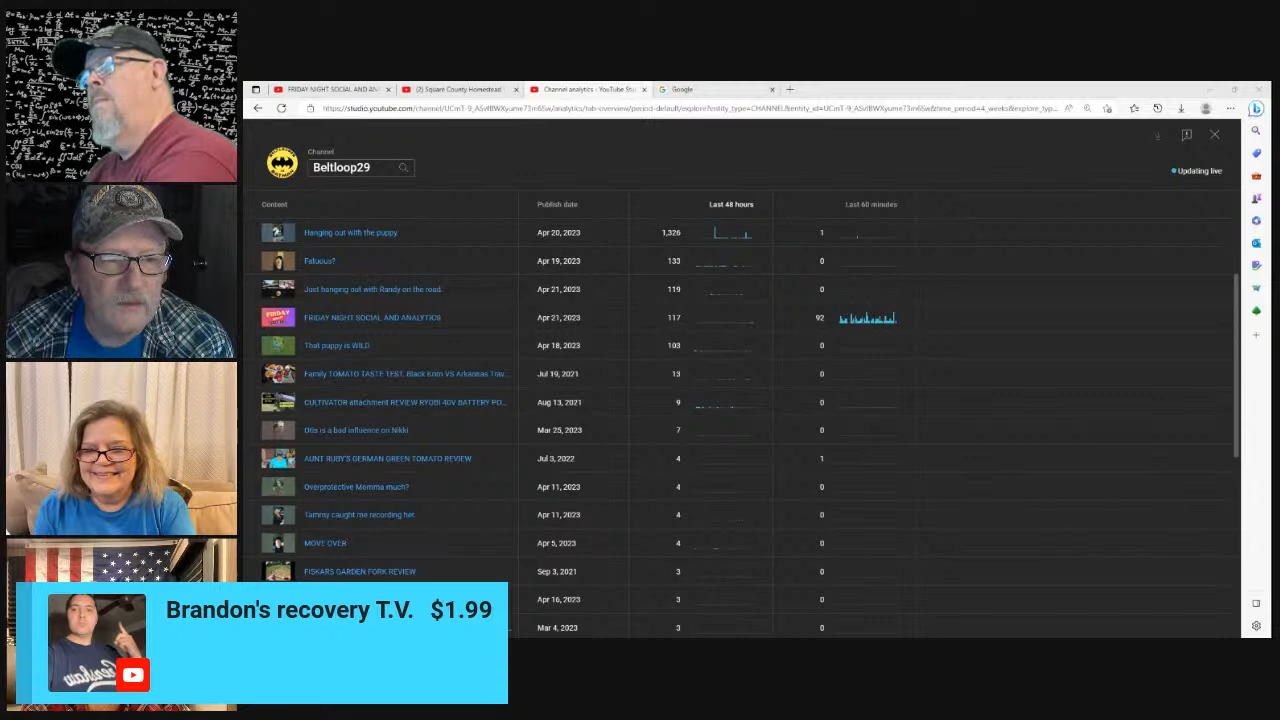 FRIDAY NIGHT SOCIAL AND AN
(2) Square County Homestead
Channel analytics - YouTube Stu
Google
Channel
Beltloop29
Updating live
Content
Publish date
Last 48 hours
Last 60 minutes
Hanging out with the puppy. Apr 20, 2023 1,326 1
Fatuous? Apr 19, 2023 133 0
Just hanging out with Randy on the road. Apr 21, 2023 119 0
FRIDAY NIGHT SOCIAL AND ANALYTICS Apr 21, 2023 117 92
That puppy is WILD Apr 18, 2023 103 0
Family TOMATO TASTE TEST. Black Krim VS Arkansas Trav... Jul 19, 2021 13 0
CULTIVATOR attachment REVIEW RYOBI 40V BATTERY PO... Aug 13, 2021 9 0
Otis is a bad influence on Nikki Mar 25, 2023 7 0
AUNT RUBY'S GERMAN GREEN TOMATO REVIEW Jul 3, 2022 4 1
Overprotective Momma much? Apr 11, 2023 4 0
Tammy caught me recording her. Apr 11, 2023 4 0
MOVE OVER Apr 5, 2023 4 0
FISKARS GARDEN FORK REVIEW Sep 3, 2021 3 0
Apr 16, 2023 3 0
Mar 4, 2023 3 0
Brandon's recovery T.V. $1.99